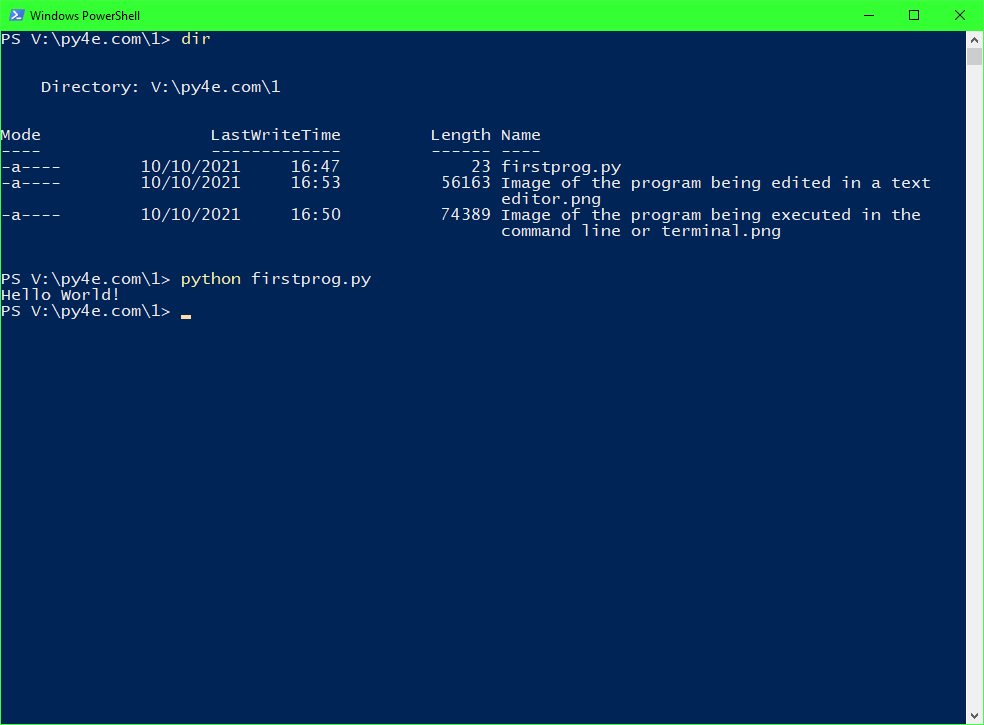 Windows PowerShell
PS V:\py4e.com\1> dir
    Directory: V:\py4e.com\1
Mode                 LastWriteTime         Length Name
----                 -------------         ------ ----
-a----        10/10/2021     16:47             23 firstprog.py
-a----        10/10/2021     16:53          56163 Image of the program being edited in a text
                                                  editor.png
-a----        10/10/2021     16:50          74389 Image of the program being executed in the
                                                  command line or terminal.png
PS V:\py4e.com\1> python firstprog.py
Hello World!
PS V:\py4e.com\1>